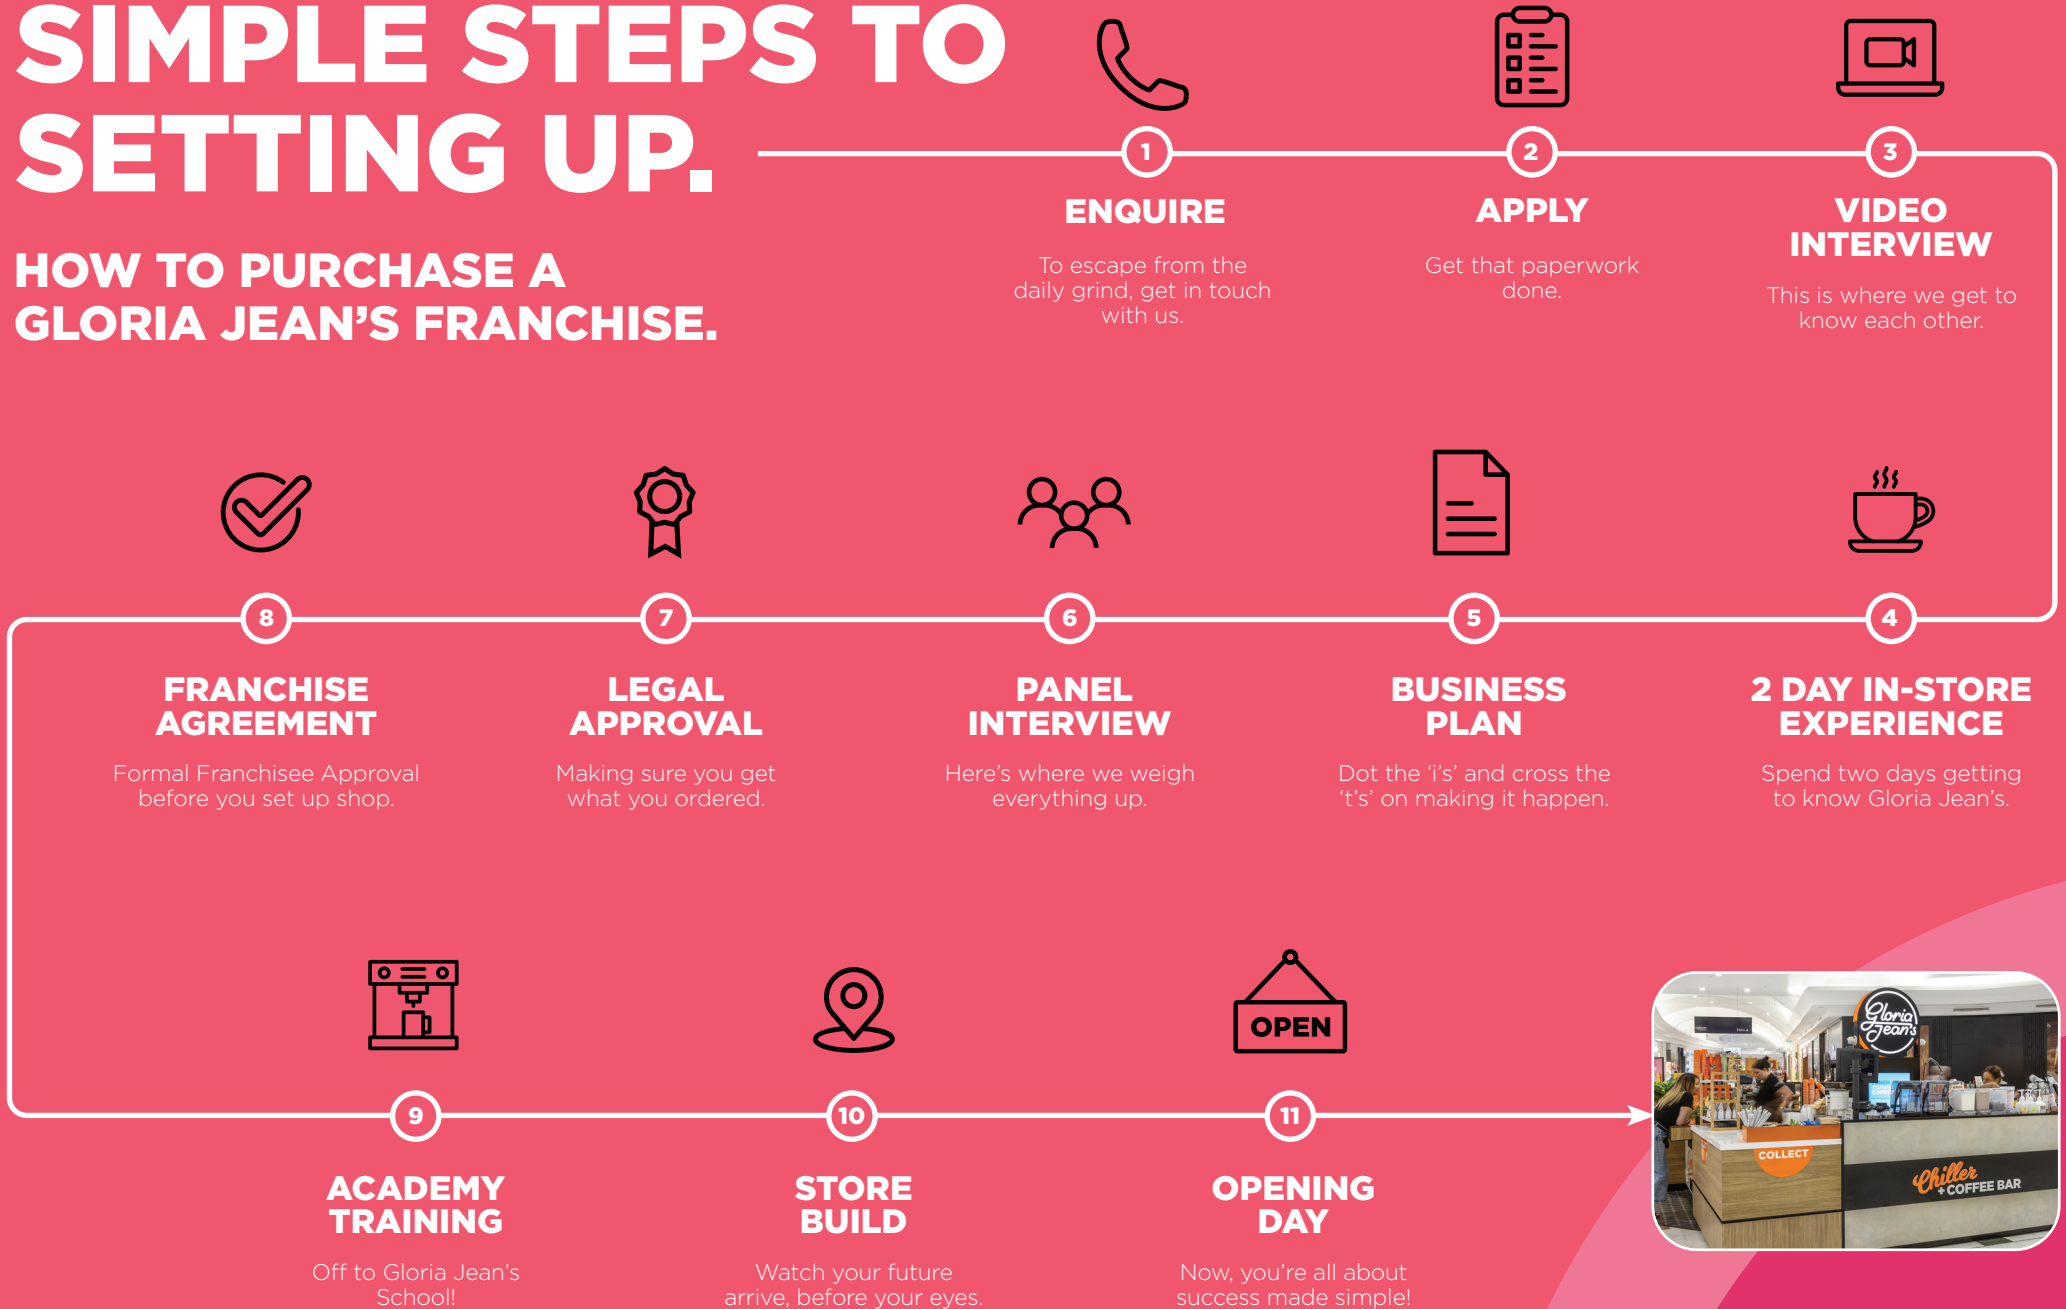 SIMPLE STEPS TO
SETTING UP.
HOW TO PURCHASE A
GLORIA JEAN’S FRANCHISE.
1
ENQUIRE
To escape from the
daily grind, get in touch
with us.
2
APPLY
Get that paperwork
done.
3
VIDEO
INTERVIEW
This is where we get to
know each other.
4
2 DAY IN-STORE
EXPERIENCE
Spend two days getting
to know Gloria Jean’s.
5
BUSINESS
PLAN
Dot the ‘i’s’ and cross the
‘t’s’ on making it happen.
6
PANEL
INTERVIEW
Here’s where we weigh
everything up.
7
LEGAL
APPROVAL
Making sure you get
what you ordered.
8
FRANCHISE
AGREEMENT
Formal Franchisee Approval
before you set up shop.
9
ACADEMY
TRAINING
Off to Gloria Jean’s
School!
10
STORE
BUILD
Watch your future
arrive, before your eyes.
OPEN
11
OPENING
DAY
Now, you’re all about
success made simple!
Gloria
Jean's
COLLECT
Chiller
+ COFFEE BAR